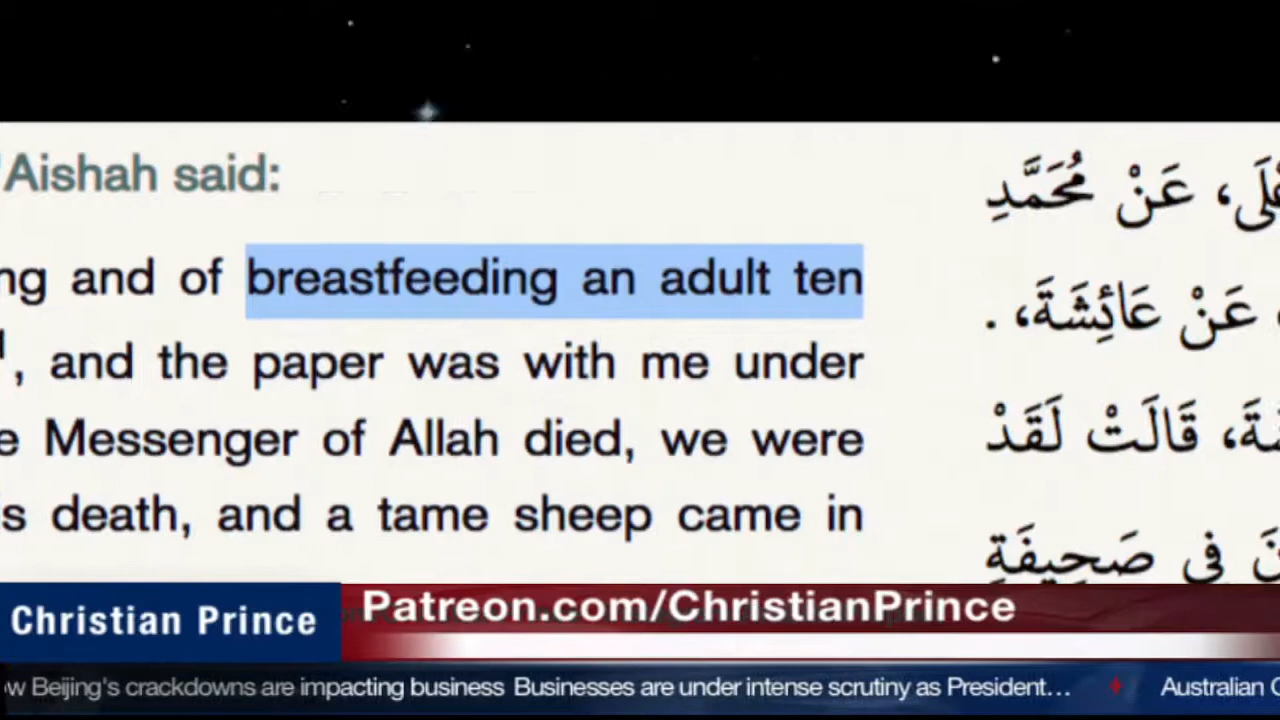 'Aishah said:
ng and of breastfeeding an adult ten
, and the paper was with me under
e Messenger of Allah died, we were
s death, and a tame sheep came in
عَنْ مُحَمَّدِ
عَنْ عَائِشَةَ، .
قَالَتْ لَقَدْ
فِي صَحِيفَةٍ
Christian Prince
Patreon.com/ChristianPrince
w Beijing's crackdowns are impacting business Businesses are under intense scrutiny as President… Australian